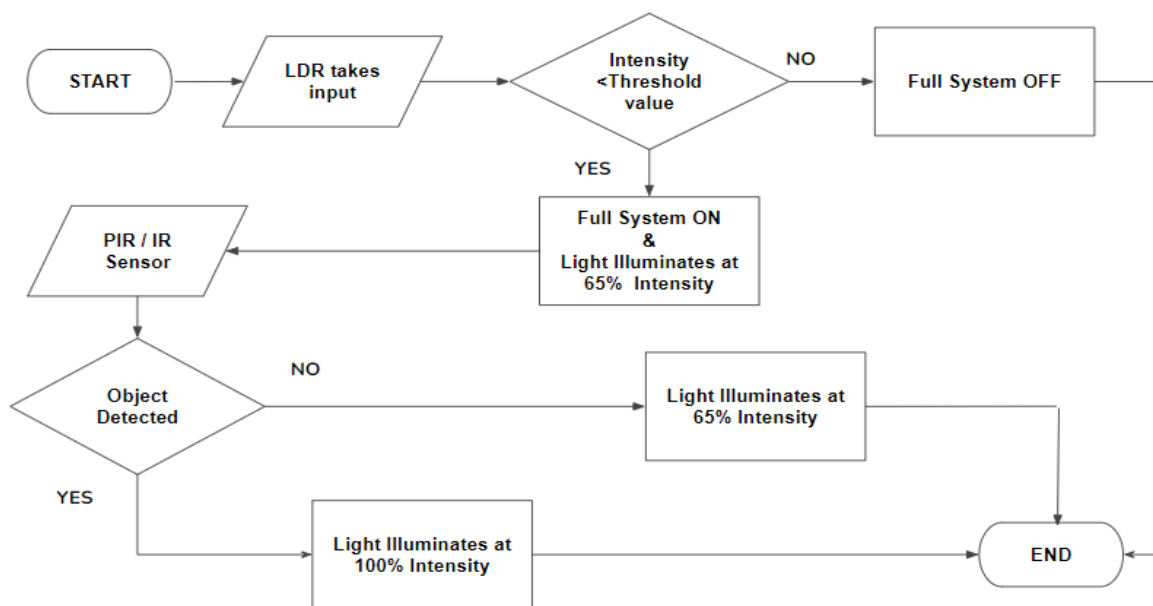 START
LDR takes
input
Intensity
<Threshold
value
NO
Full System OFF
YES
Full System ON
&
Light Illuminates at
65% Intensity
PIR / IR
Sensor
Object
Detected
NO
Light Illuminates at
65% Intensity
YES
Light Illuminates at
100% Intensity
END